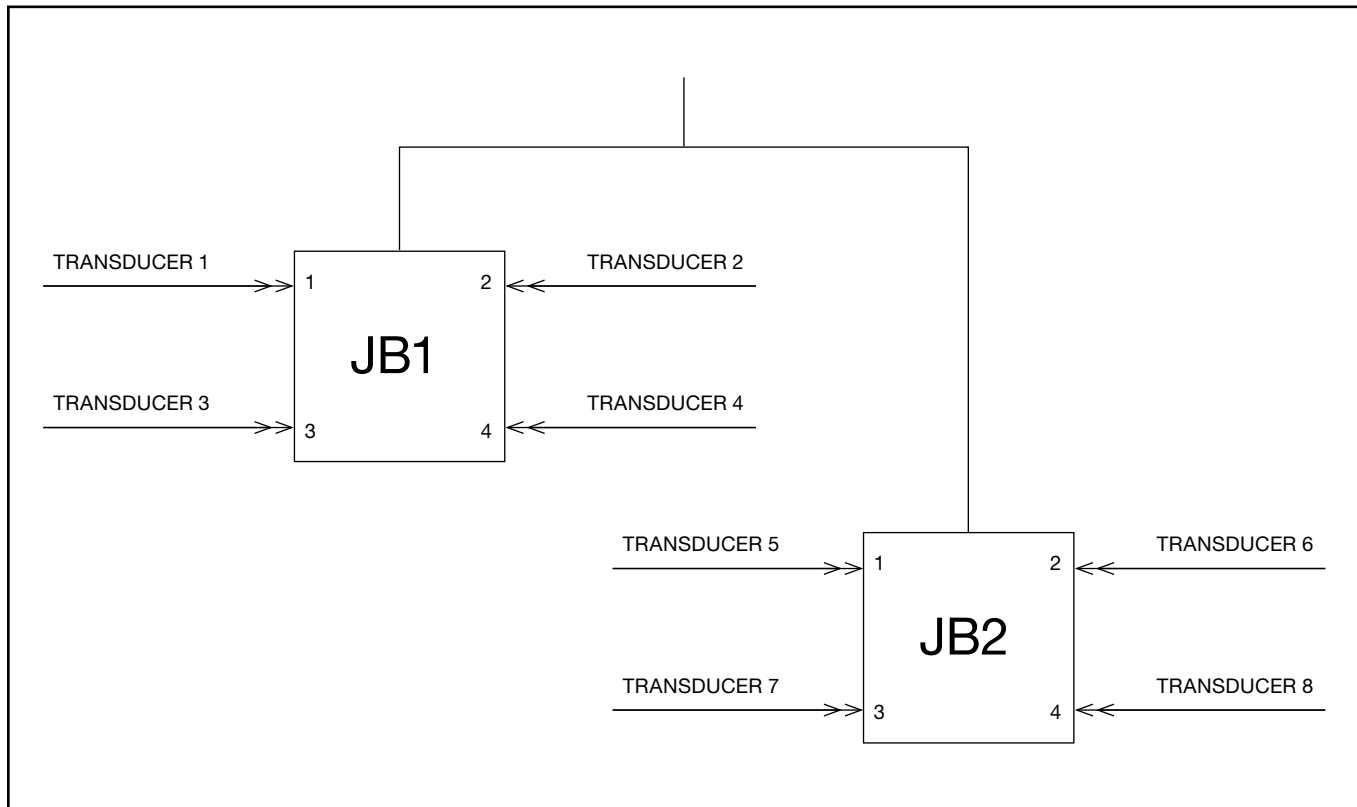 TRANSDUCER 1
TRANSDUCER 2
1
2
JB1
TRANSDUCER 3
TRANSDUCER 4
3
4
TRANSDUCER 5
TRANSDUCER 6
1
2
JB2
TRANSDUCER 7
TRANSDUCER 8
3
4